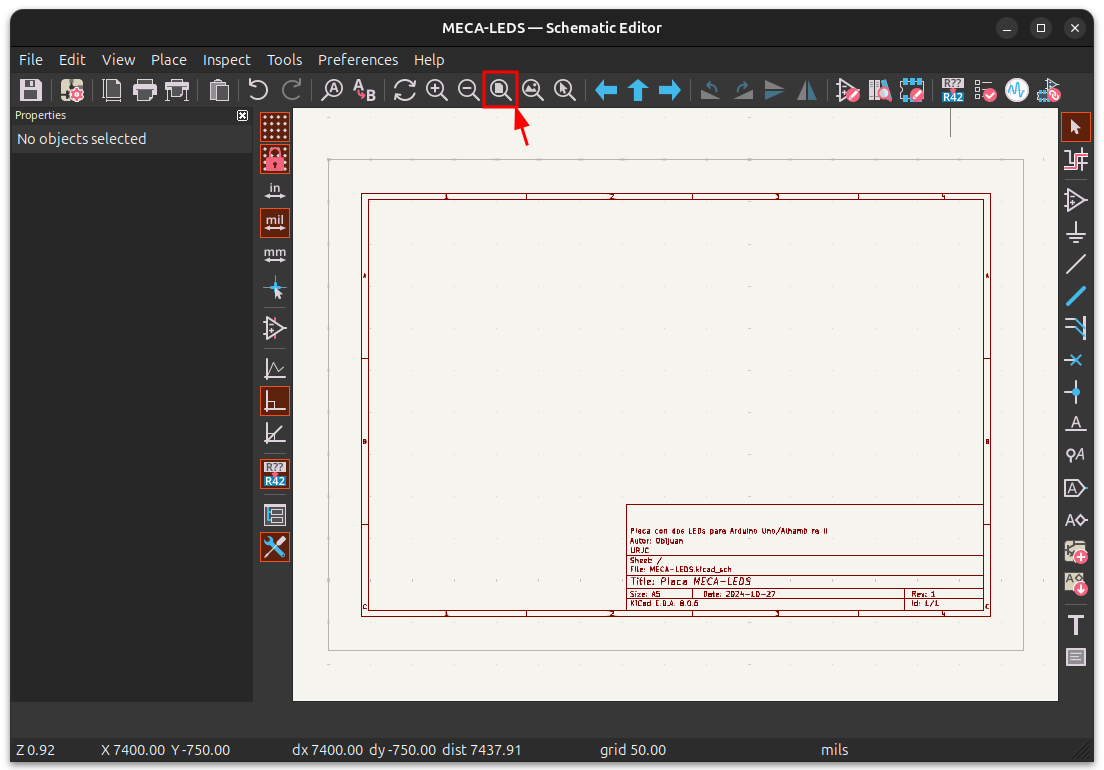 MECA-LEDS — Schematic Editor
File Edit View Place Inspect Tools Preferences Help
A A B R?? R42
Properties
No objects selected
in
mil
mm
R??
R42
A
A
A
A
A
T
1 2 3 4
A A
B B
C C
1 2 3 4
Placa con dos LEDs para Arduino Uno/Alhamb ra II
Autor: Obijuan
URJC
Sheet: /
File: MECA-LEDS.kicad_sch
Title: Placa MECA-LEDS
Size: A5 Date: 2024-10-27 Rev: 1
KiCad E.D.A. 8.0.6 Id: 1/1
Z 0.92 X 7400.00 Y -750.00 dx 7400.00 dy -750.00 dist 7437.91 grid 50.00 mils